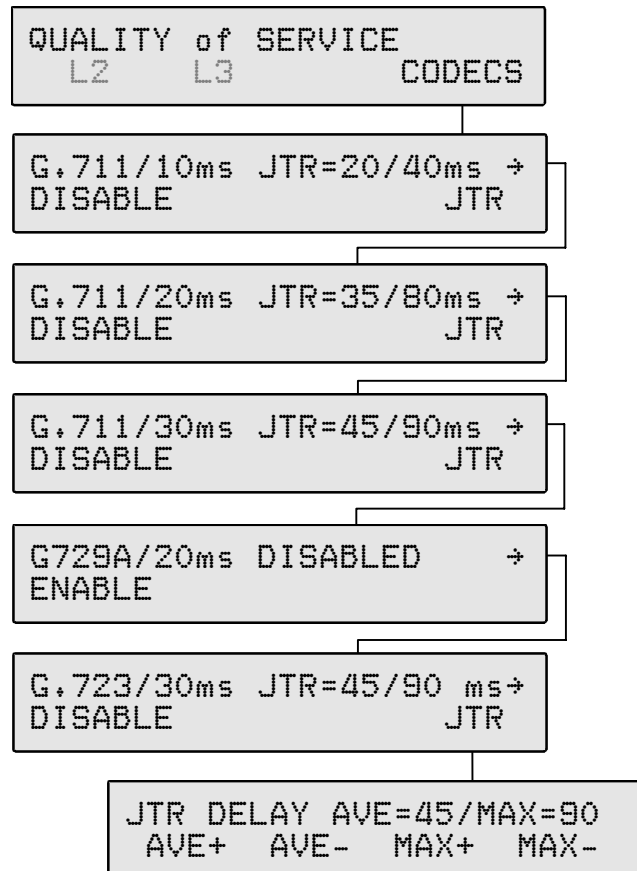 QUALITY of SERVICE
L2 L3 CODECS
G.711/10ms JTR=20/40ms →
DISABLE JTR
G.711/20ms JTR=35/80ms →
DISABLE JTR
G.711/30ms JTR=45/90ms →
DISABLE JTR
G729A/20ms DISABLED →
ENABLE
G.723/30ms JTR=45/90 ms→
DISABLE JTR
JTR DELAY AVE=45/MAX=90
AVE+ AVE- MAX+ MAX-